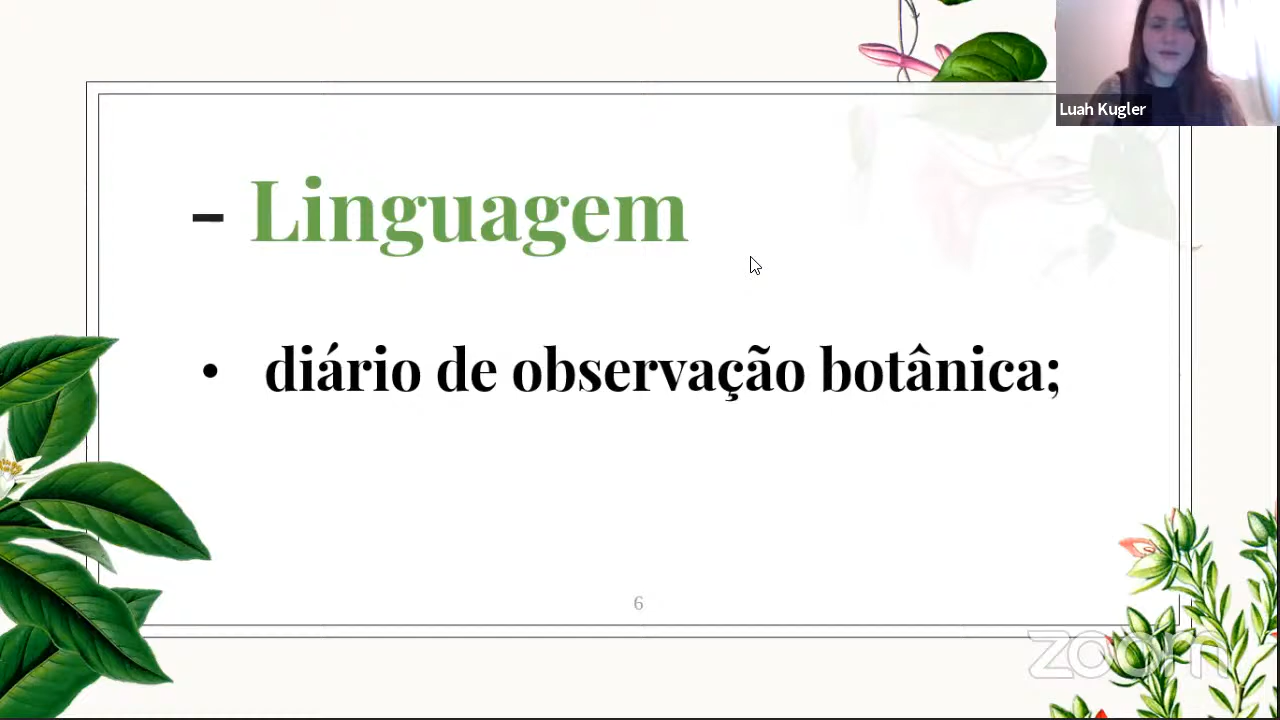 Luah Kugler
- Linguagem
• diário de observação botânica;
6
zoom